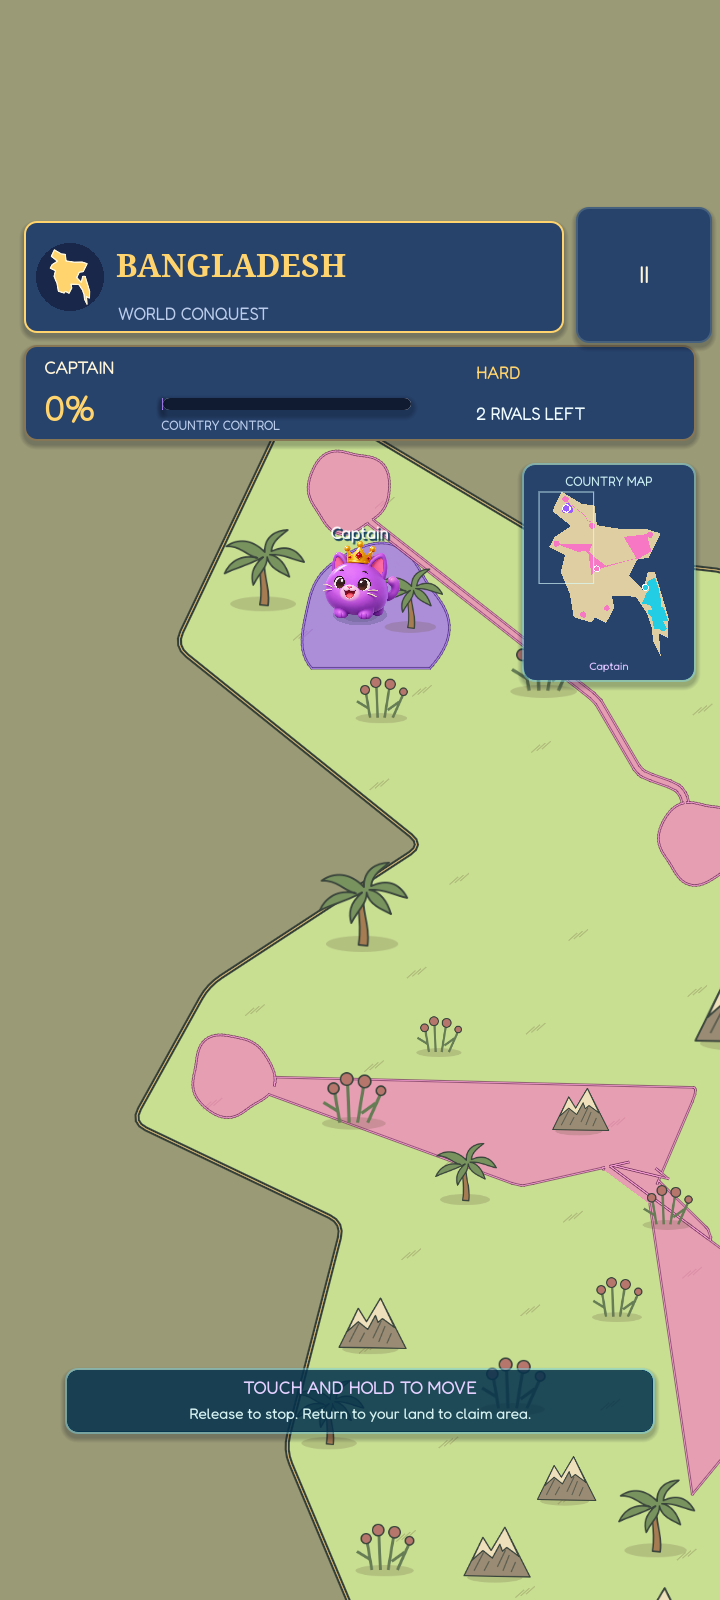 BANGLADESH
WORLD CONQUEST
CAPTAIN
0%
COUNTRY CONTROL
HARD
2 RIVALS LEFT
COUNTRY MAP
Captain
Captain
TOUCH AND HOLD TO MOVE
Release to stop. Return to your land to claim area.